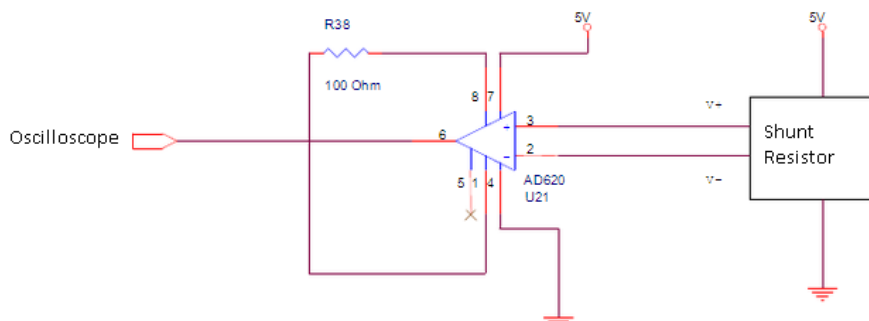 R38
100 Ohm
5V
5V
8 7
Oscilloscope
6
3
2
V+
V-
Shunt
Resistor
5 1 4
AD620
U21
+
-